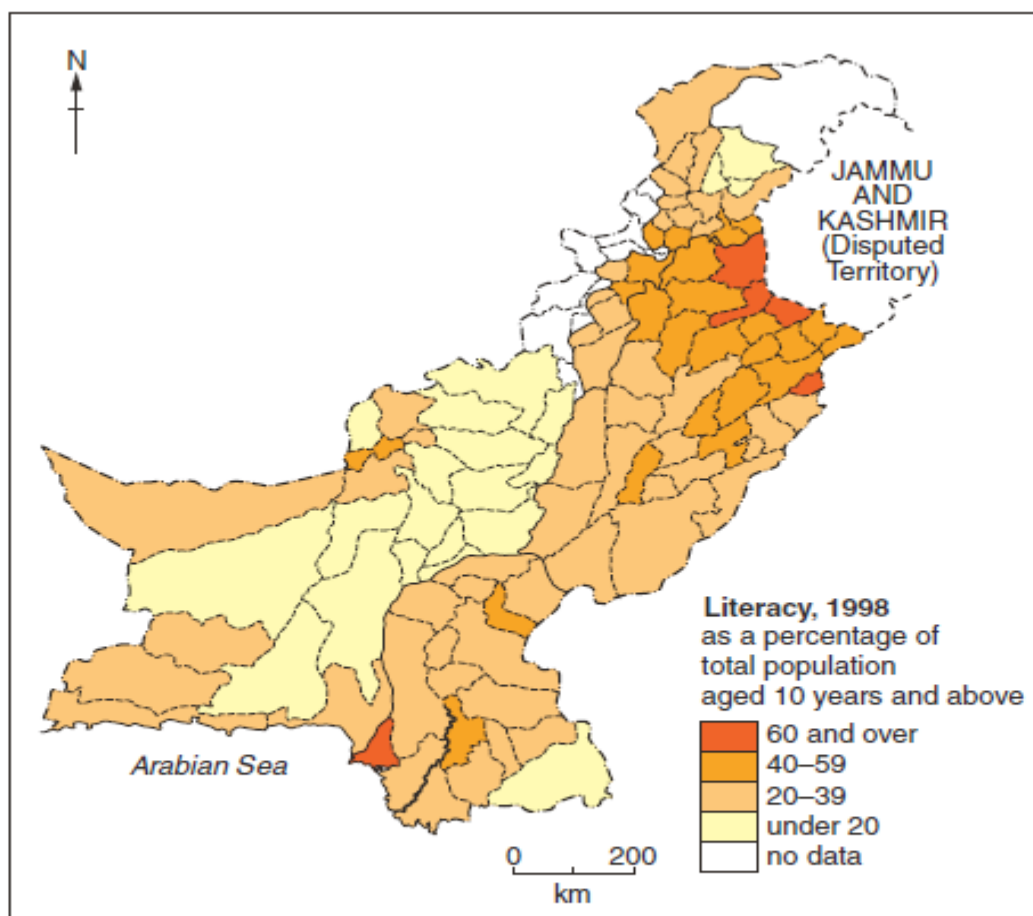 N
JAMMU
AND
KASHMIR
(Disputed
Territory)
Literacy, 1998
as a percentage of
total population
aged 10 years and above
60 and over
40–59
20–39
under 20
no data
Arabian Sea
0 200
km